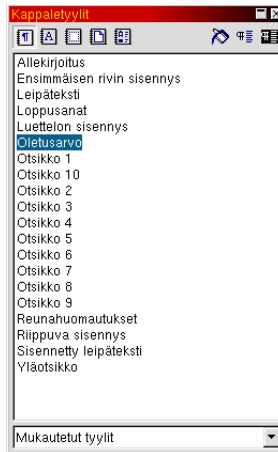 Kappaletyylit
Allekirjoitus
Ensimmäisen rivin sisennys
Leipäteksti
Loppusanat
Luettelon sisennys
Oletusarvo
Otsikko 1
Otsikko 10
Otsikko 2
Otsikko 3
Otsikko 4
Otsikko 5
Otsikko 6
Otsikko 7
Otsikko 8
Otsikko 9
Reunahuomautukset
Riippuva sisennys
Sisennetty leipäteksti
Yläotsikko
Mukautetut tyylit